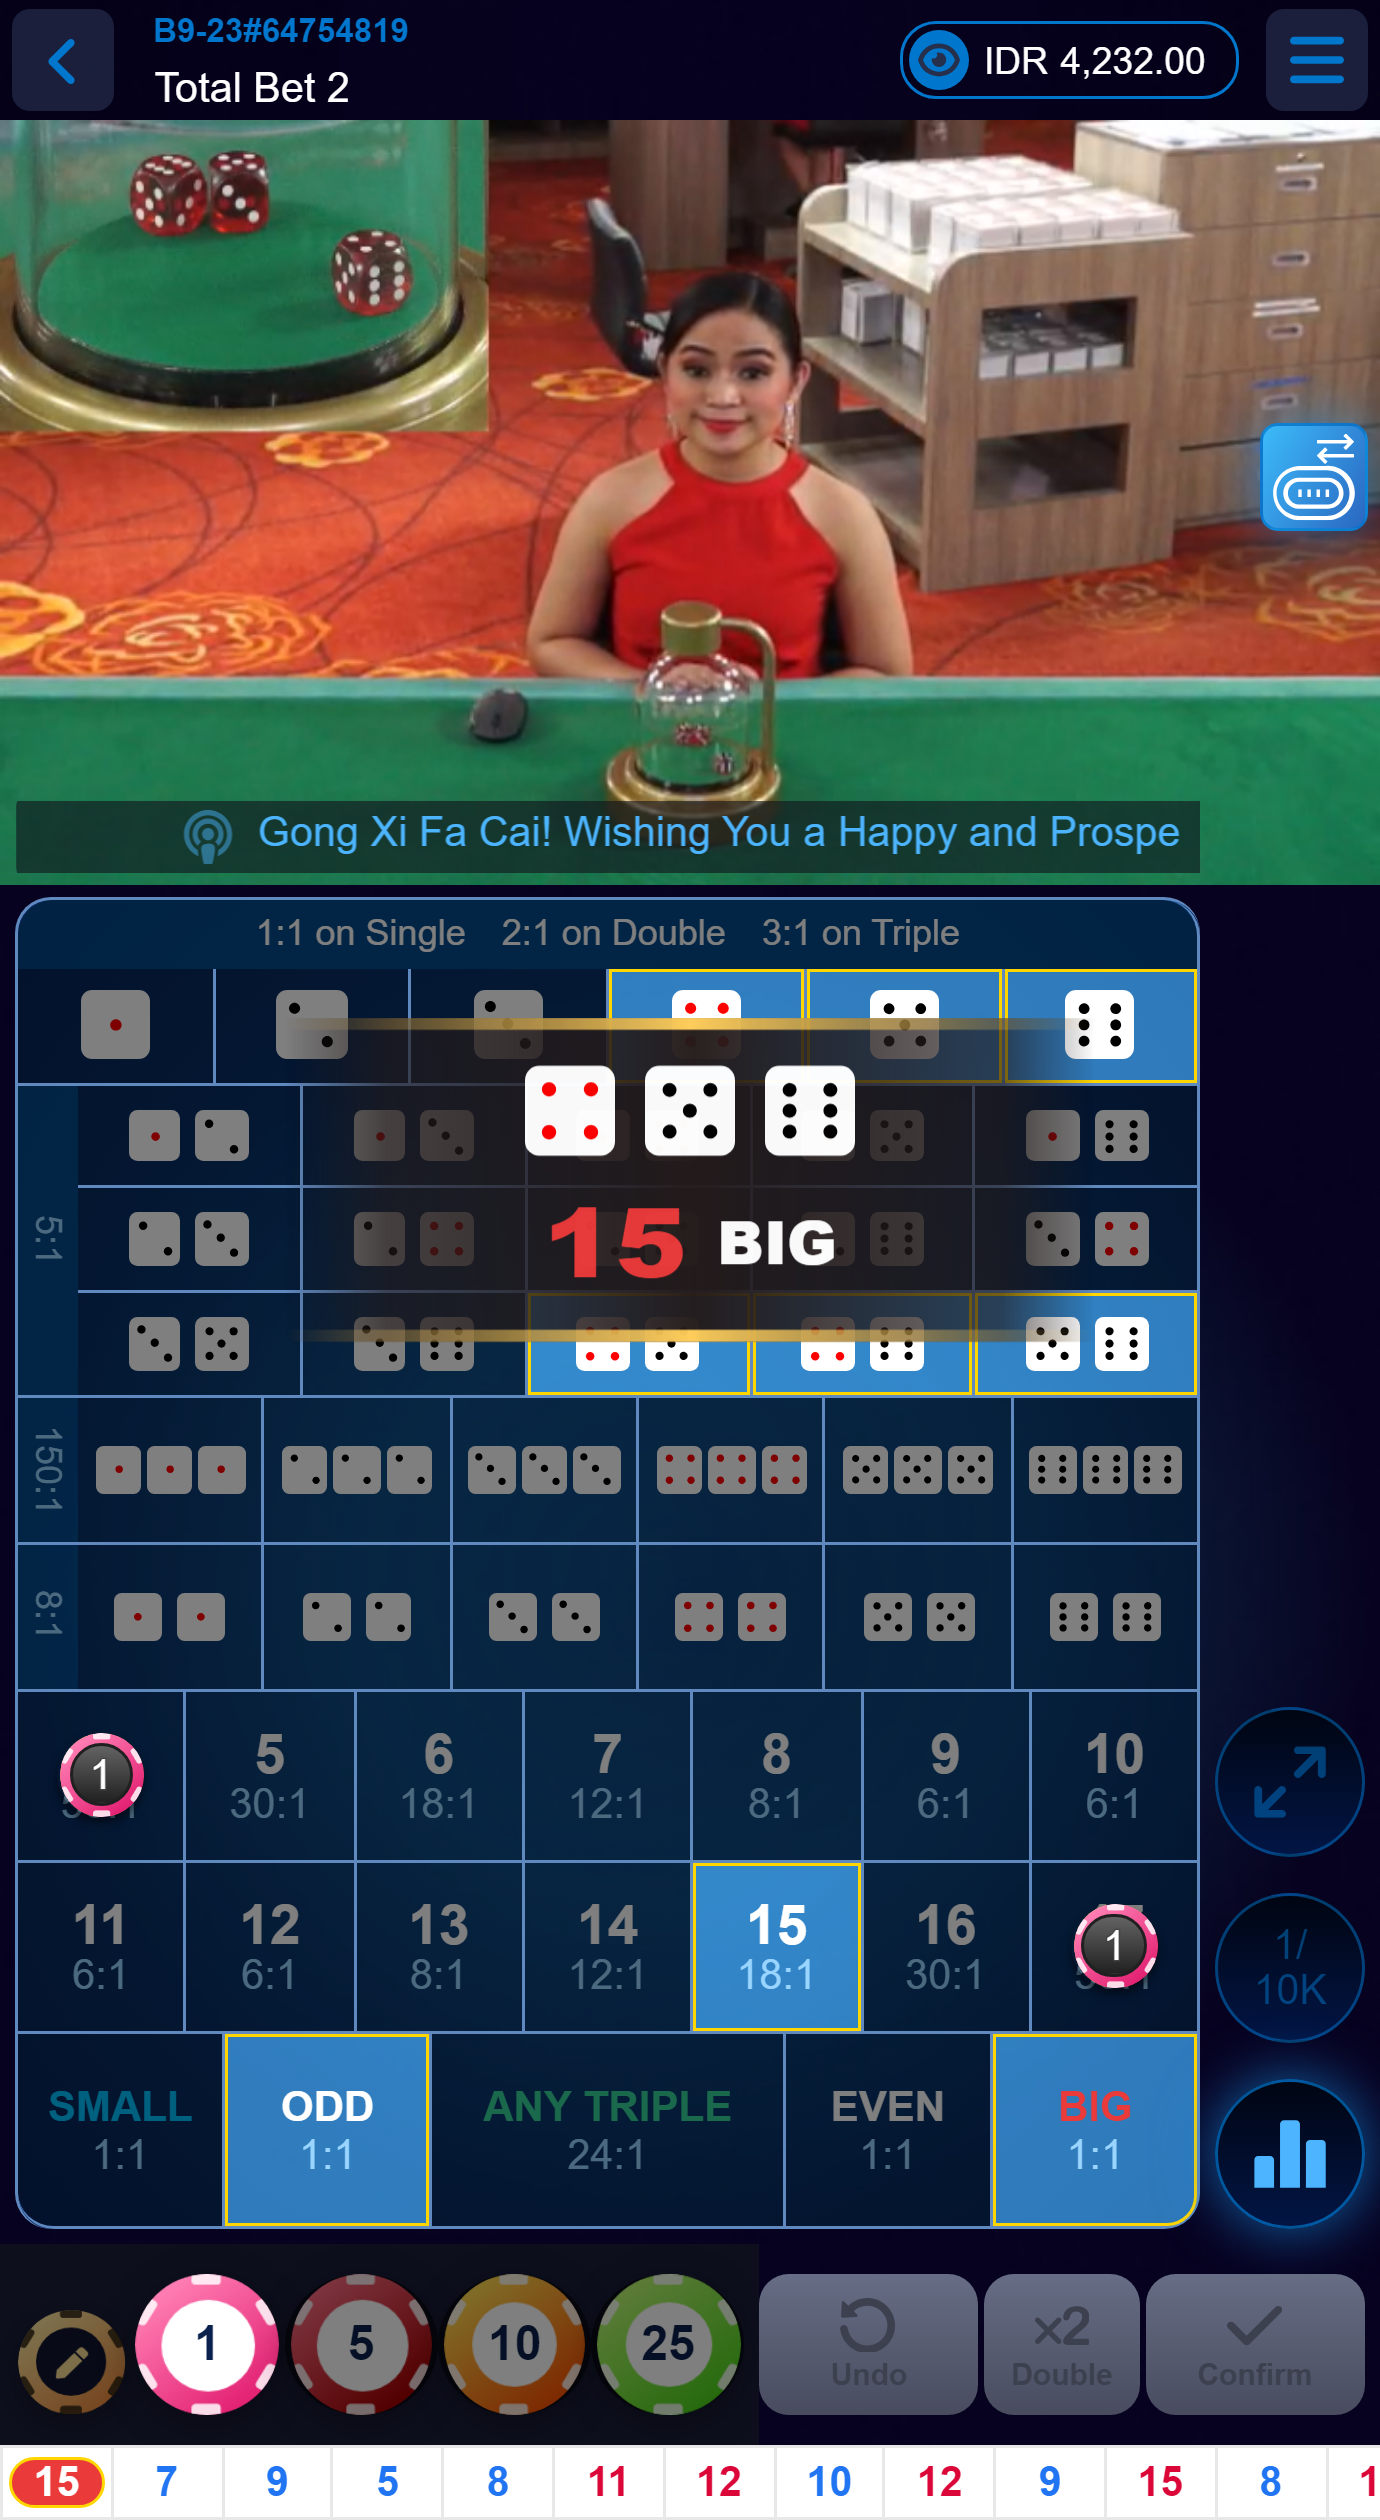 B9-23#64754819
Total Bet 2
IDR 4,232.00
Gong Xi Fa Cai! Wishing You a Happy and Prospe
1:1 on Single 2:1 on Double 3:1 on Triple
15 BIG
5:1
150:1
8:1
1 5 6 7 8 9 10
30:1 18:1 12:1 8:1 6:1 6:1
11 12 13 14 15 16 1
6:1 6:1 8:1 12:1 18:1 30:1
1/
10K
SMALL ODD ANY TRIPLE EVEN BIG
1:1 1:1 24:1 1:1 1:1
1 5 10 25
x2
Undo Double Confirm
15 7 9 5 8 11 12 10 12 9 15 8 1